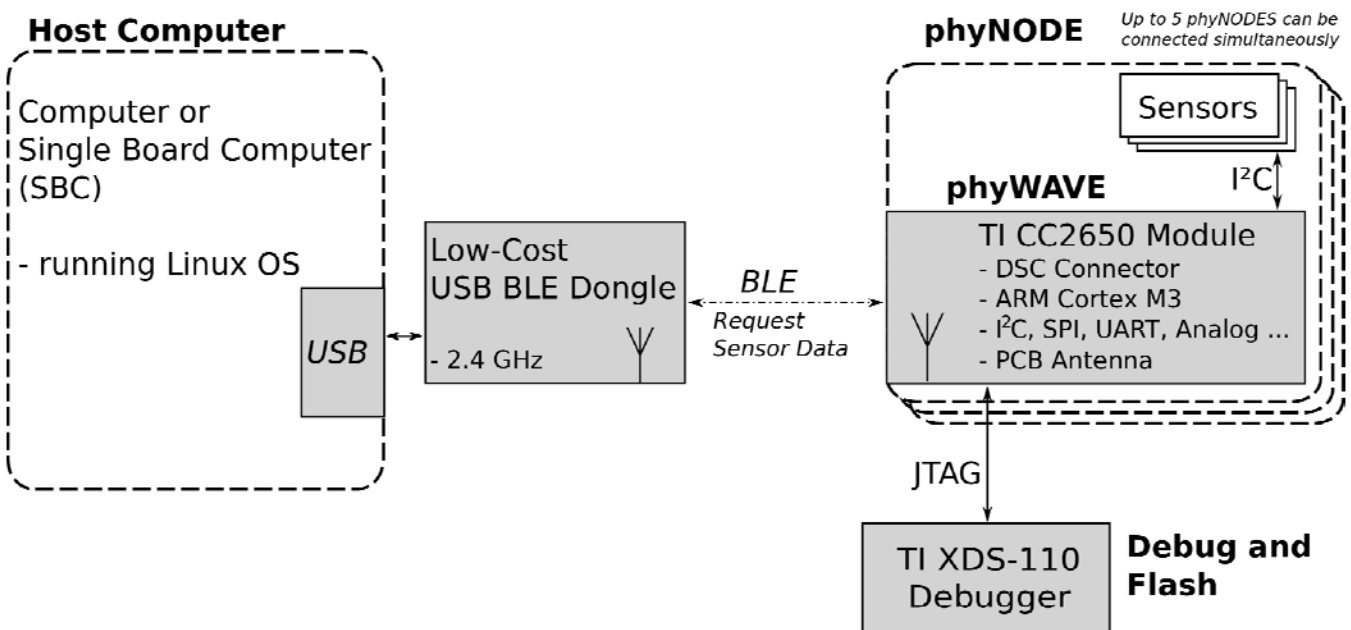 Host Computer
Computer or
Single Board Computer
(SBC)
- running Linux OS
USB
Low-Cost
USB BLE Dongle
- 2.4 GHz
BLE
Request
Sensor Data
phyNODE
Up to 5 phyNODES can be
connected simultaneously
Sensors
I²C
phyWAVE
TI CC2650 Module
- DSC Connector
- ARM Cortex M3
- I²C, SPI, UART, Analog ...
- PCB Antenna
JTAG
TI XDS-110
Debugger
Debug and
Flash